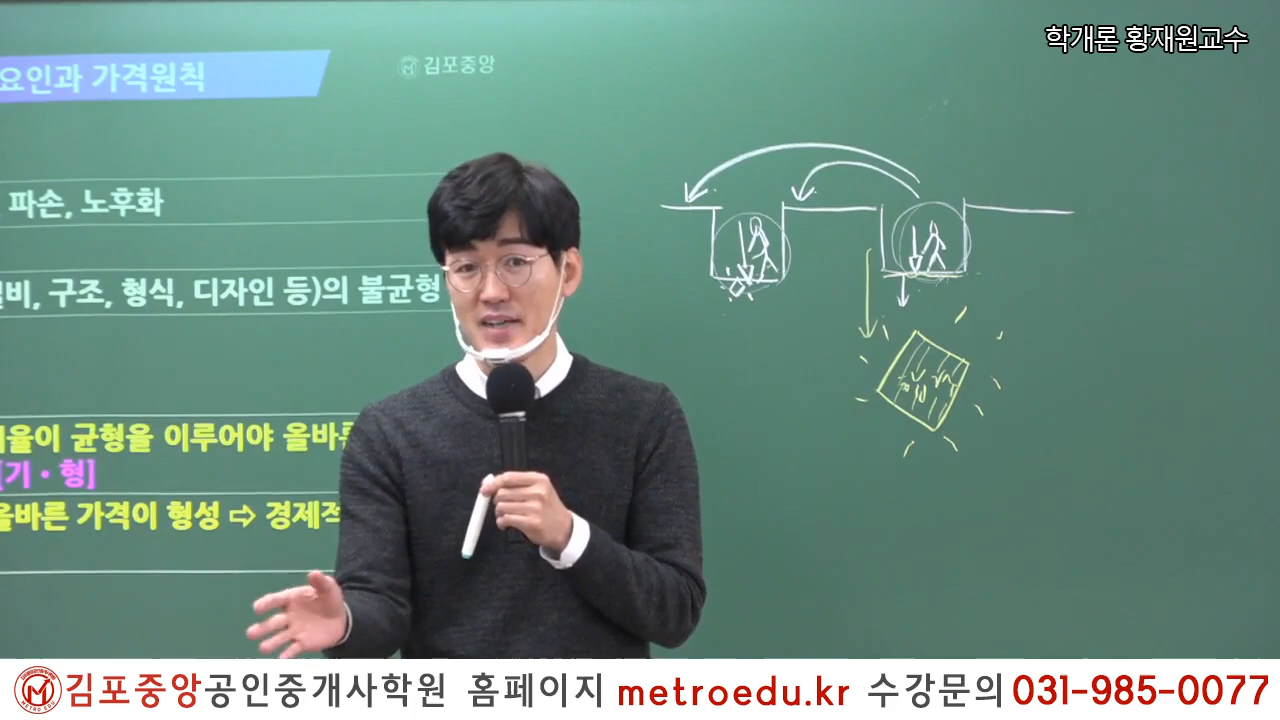 학개론 황재원교수
요인과 가격원칙
김포중앙
파손, 노후화
비, 구조, 형식, 디자인 등)의 불균형
율이 균형을 이루어야 올바른
[기·형]
올바른 가격이 형성 ⇨ 경제적
METRO EDU
김포중앙공인중개사학원 홈페이지 metroedu.kr 수강문의 031-985-0077